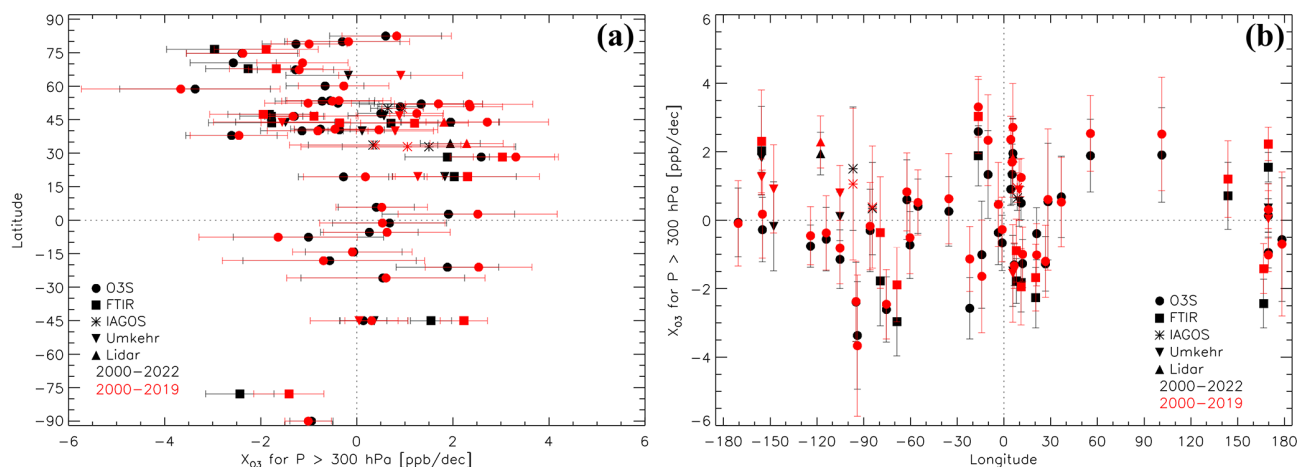 (a)
90
75
60
45
30
15
0
-15
-30
-45
-60
-75
-90
Latitude
O3S
FTIR
IAGOS
Umkehr
Lidar
2000-2022
2000-2019
-6 -4 -2 0 2 4 6
XO3 for P > 300 hPa [ppb/dec]
(b)
6
4
2
0
-2
-4
-6
XO3 for P > 300 hPa [ppb/dec]
O3S
FTIR
IAGOS
Umkehr
Lidar
2000-2022
2000-2019
-180 -150 -120 -90 -60 -30 0 30 60 90 120 150 180
Longitude